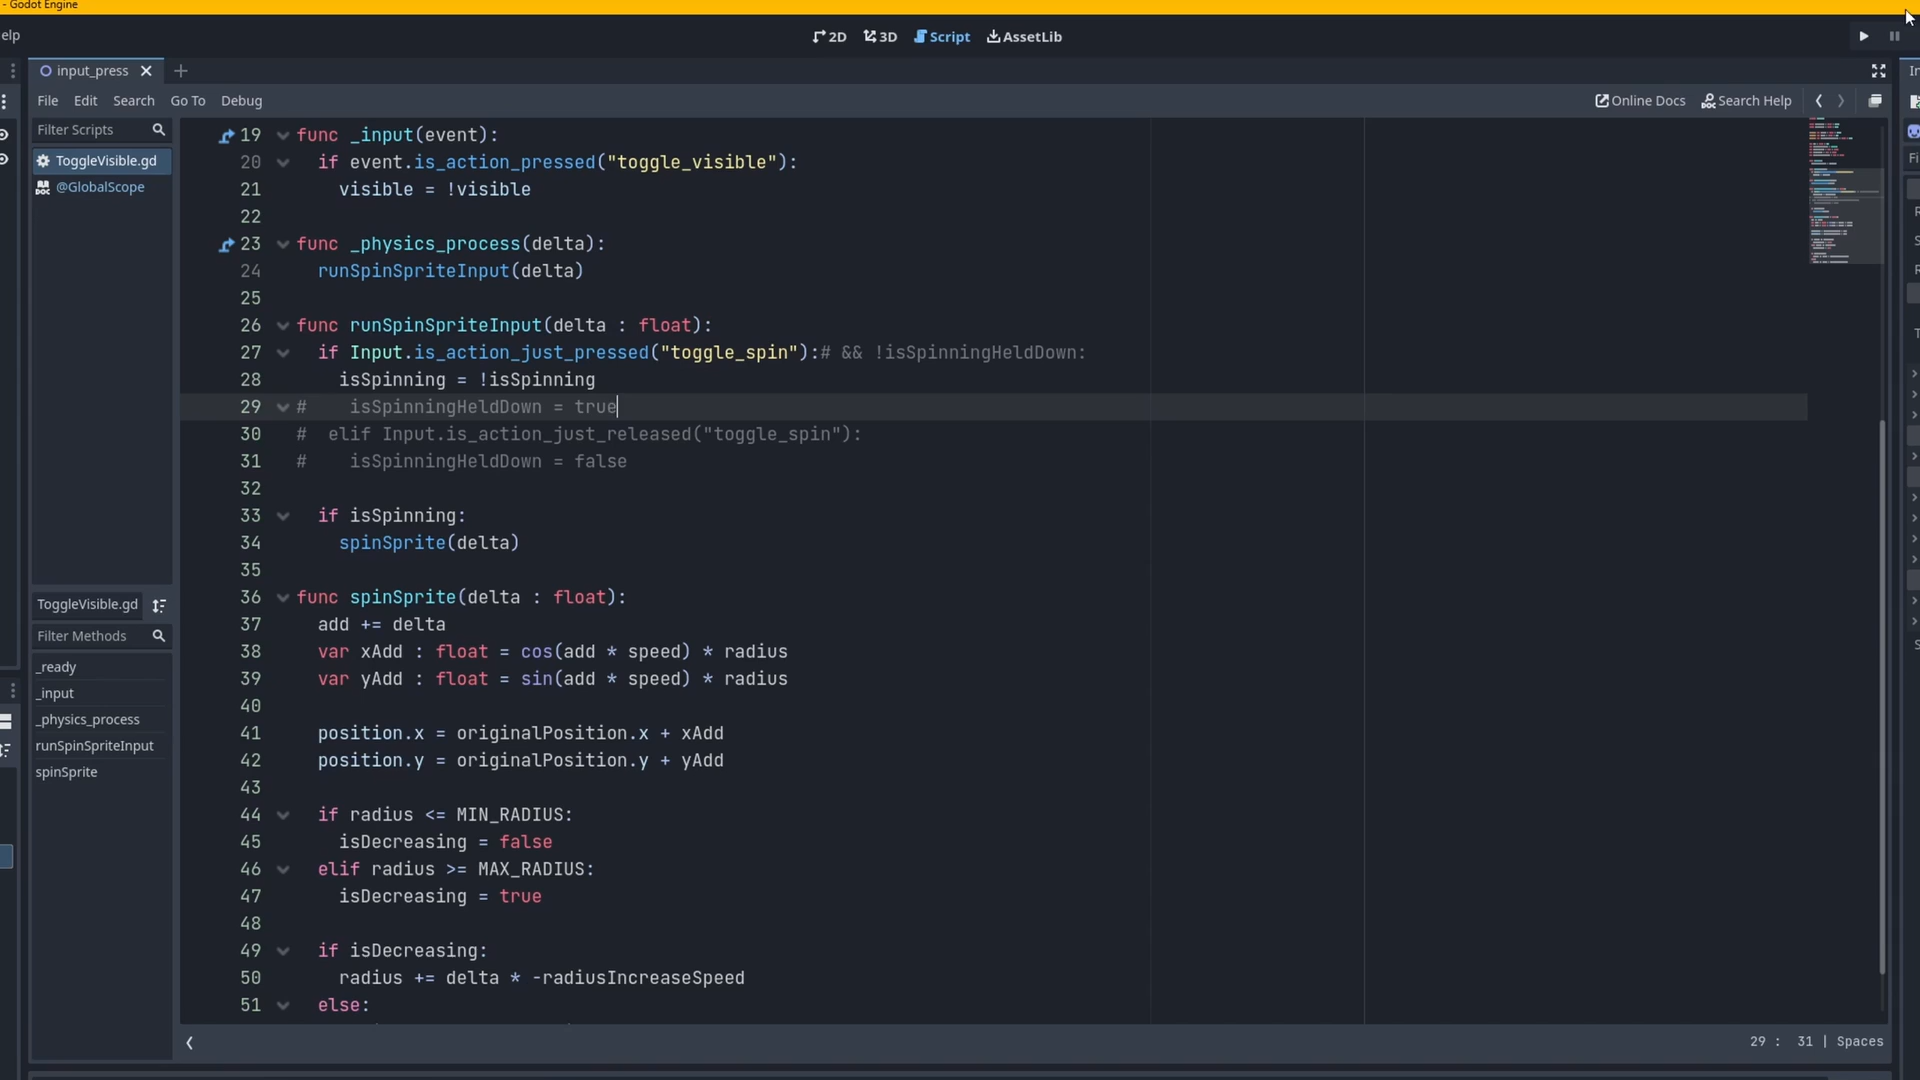 - Godot Engine
elp
2D 3D Script AssetLib
input_press
File Edit Search Go To Debug
Online Docs Search Help
Filter Scripts
ToggleVisible.gd
@GlobalScope
19 func _input(event):
20 if event.is_action_pressed("toggle_visible"):
21 visible = !visible
22
23 func _physics_process(delta):
24 runSpinSpriteInput(delta)
25
26 func runSpinSpriteInput(delta : float):
27 if Input.is_action_just_pressed("toggle_spin"):# && !isSpinningHeldDown:
28 isSpinning = !isSpinning
29 # isSpinningHeldDown = true
30 # elif Input.is_action_just_released("toggle_spin"):
31 # isSpinningHeldDown = false
32
33 if isSpinning:
34 spinSprite(delta)
35
36 func spinSprite(delta : float):
37 add += delta
38 var xAdd : float = cos(add * speed) * radius
39 var yAdd : float = sin(add * speed) * radius
40
41 position.x = originalPosition.x + xAdd
42 position.y = originalPosition.y + yAdd
43
44 if radius <= MIN_RADIUS:
45 isDecreasing = false
46 elif radius >= MAX_RADIUS:
47 isDecreasing = true
48
49 if isDecreasing:
50 radius += delta * -radiusIncreaseSpeed
51 else:
ToggleVisible.gd
Filter Methods
_ready
_input
_physics_process
runSpinSpriteInput
spinSprite
29 : 31 | Spaces